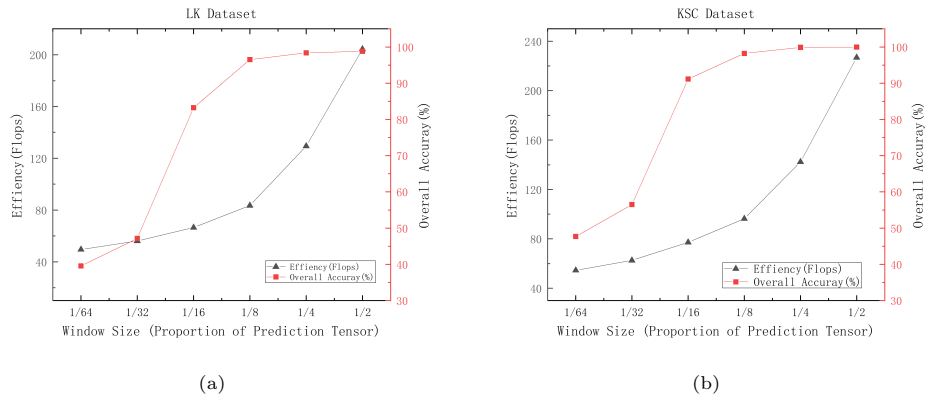 LK Dataset
200
160
120
80
40
Effiency(Flops)
100
90
80
70
60
50
40
30
Overall Accuray(%)
Effiency(Flops)
Overall Accuray(%)
1/64 1/32 1/16 1/8 1/4 1/2
Window Size (Proportion of Prediction Tensor)
(a)
KSC Dataset
240
200
160
120
80
40
Effiency(Flops)
100
90
80
70
60
50
40
30
Overall Accuray(%)
Effiency(Flops)
Overall Accuray(%)
1/64 1/32 1/16 1/8 1/4 1/2
Window Size (Proportion of Prediction Tensor)
(b)